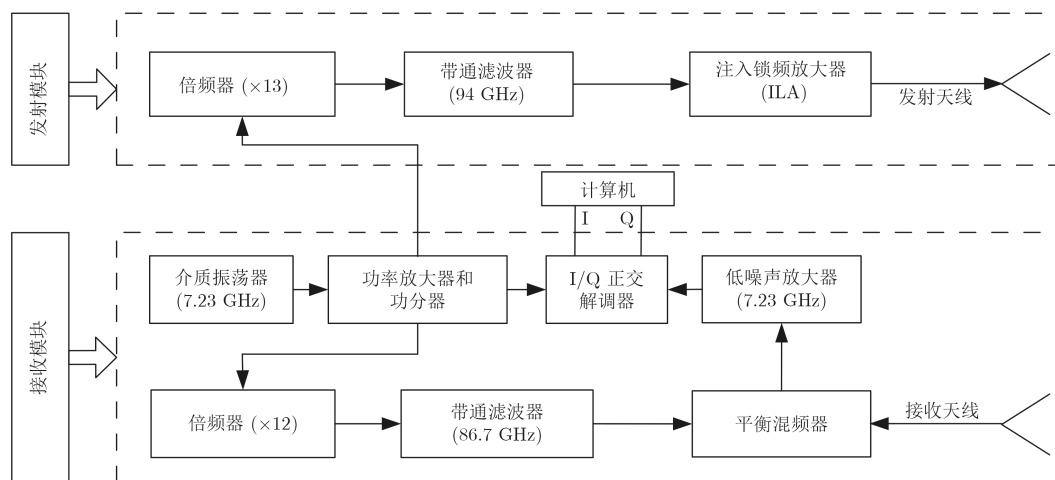 发射模块
倍频器 (×13)
带通滤波器
(94 GHz)
注入锁频放大器
(ILA)
发射天线
计算机
I
Q
接收模块
介质振荡器
(7.23 GHz)
功率放大器和
功分器
I/Q 正交
解调器
低噪声放大器
(7.23 GHz)
倍频器 (×12)
带通滤波器
(86.7 GHz)
平衡混频器
接收天线